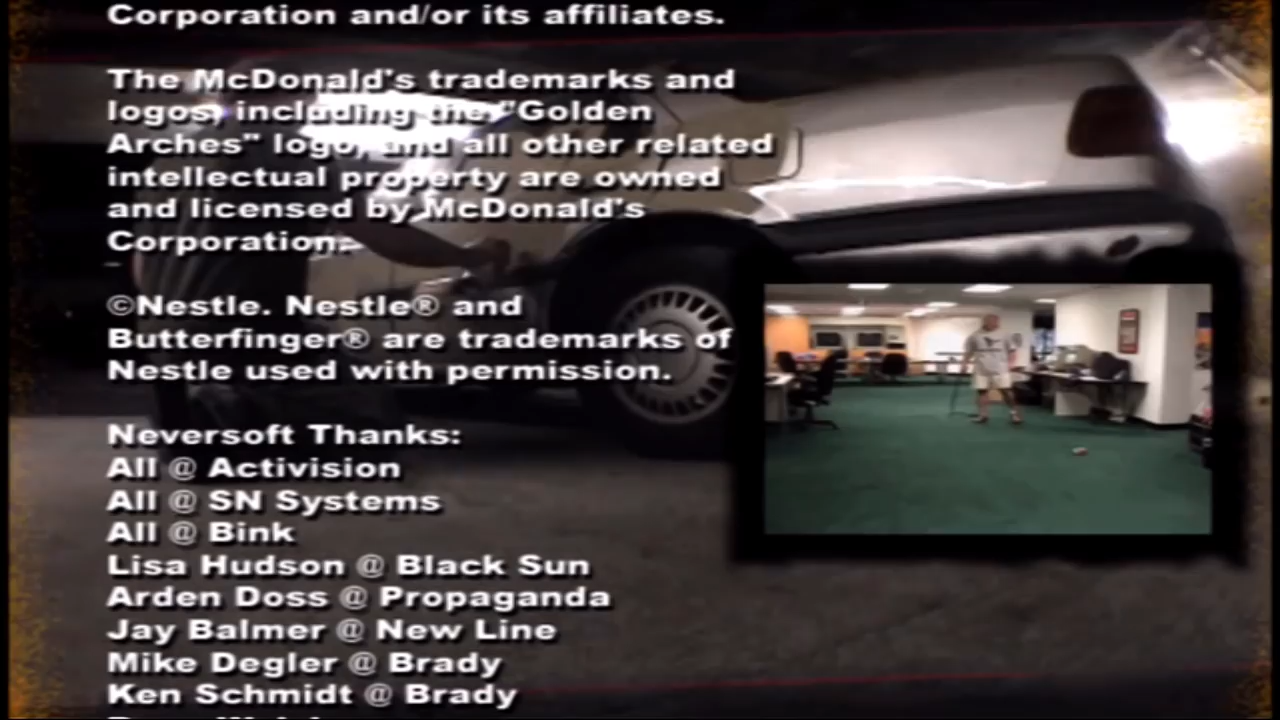 Corporation and/or its affiliates.
The McDonald's trademarks and
logos, including the "Golden
Arches" logo, and all other related
intellectual property are owned
and licensed by McDonald's
Corporation.
©Nestle. Nestle® and
Butterfinger® are trademarks of
Nestle used with permission.
Neversoft Thanks:
All @ Activision
All @ SN Systems
All @ Bink
Lisa Hudson @ Black Sun
Arden Doss @ Propaganda
Jay Balmer @ New Line
Mike Degler @ Brady
Ken Schmidt @ Brady